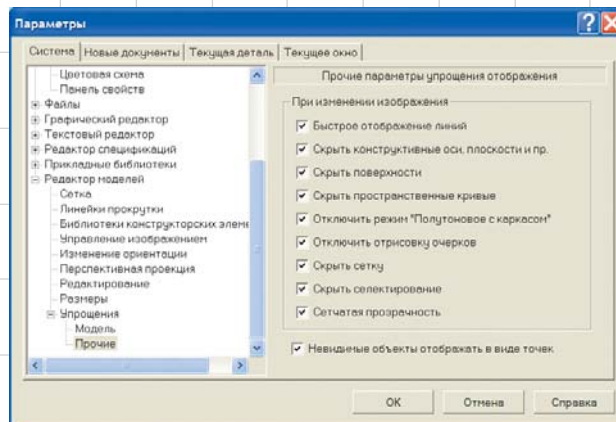 Параметры
Система
Новые документы
Текущая деталь
Текущее окно
Цветовая схема
Панель свойств
Файлы
Графический редактор
Текстовый редактор
Редактор спецификаций
Прикладные библиотеки
Редактор моделей
Сетка
Линейки прокрутки
Библиотеки конструкторских элеме
Управление изображением
Изменение ориентации
Перспективная проекция
Редактирование
Размеры
Упрощения
Модель
Прочие
Прочие параметры упрощения отображения
При изменении изображения
Быстрое отображение линий
Скрыть конструктивные оси, плоскости и пр.
Скрыть поверхности
Скрыть пространственные кривые
Отключить режим "Полутоновое с каркасом"
Отключить отрисовку очерков
Скрыть сетку
Скрыть селектирование
Сетчатая прозрачность
Невидимые объекты отображать в виде точек
ОК
Отмена
Справка